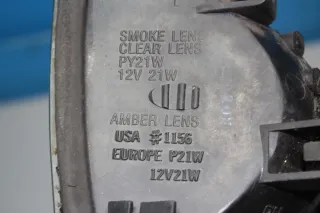 SMOKE LENS
CLEAR LENS
PY21W
12V 21W
AMBER LENS
USA #1156
EUROPE P21W
12V21W